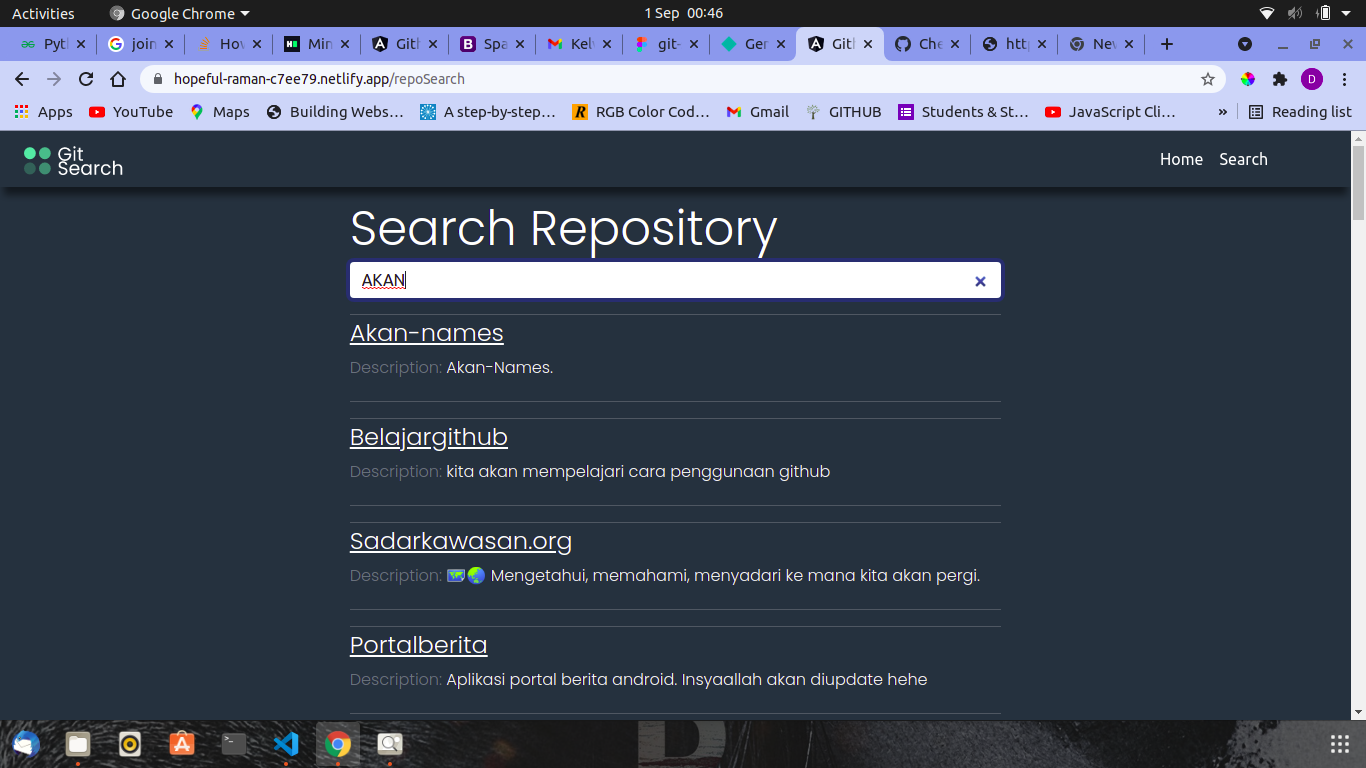 Activities Google Chrome 1 Sep 00:46
Pytl join Hov Min Gitl Spa Kelv git- Ger Gitl Che http Nev
hopeful-raman-c7ee79.netlify.app/repoSearch
Apps YouTube Maps Building Webs… A step-by-step… RGB Color Cod… Gmail GITHUB Students & St… JavaScript Cli… » Reading list
Git
Search
Home Search
Search Repository
AKAN
Akan-names
Description: Akan-Names.
Belajargithub
Description: kita akan mempelajari cara penggunaan github
Sadarkawasan.org
Description: 🗺️🌏 Mengetahui, memahami, menyadari ke mana kita akan pergi.
Portalberita
Description: Aplikasi portal berita android. Insyaallah akan diupdate hehe